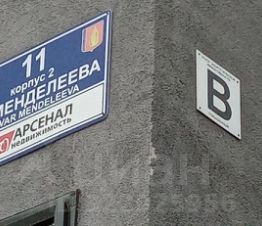 11
корпус 2
МЕНДЕЛЕЕВА
VAR MENDELEEVA
АРСЕНАЛ
недвижимость
В